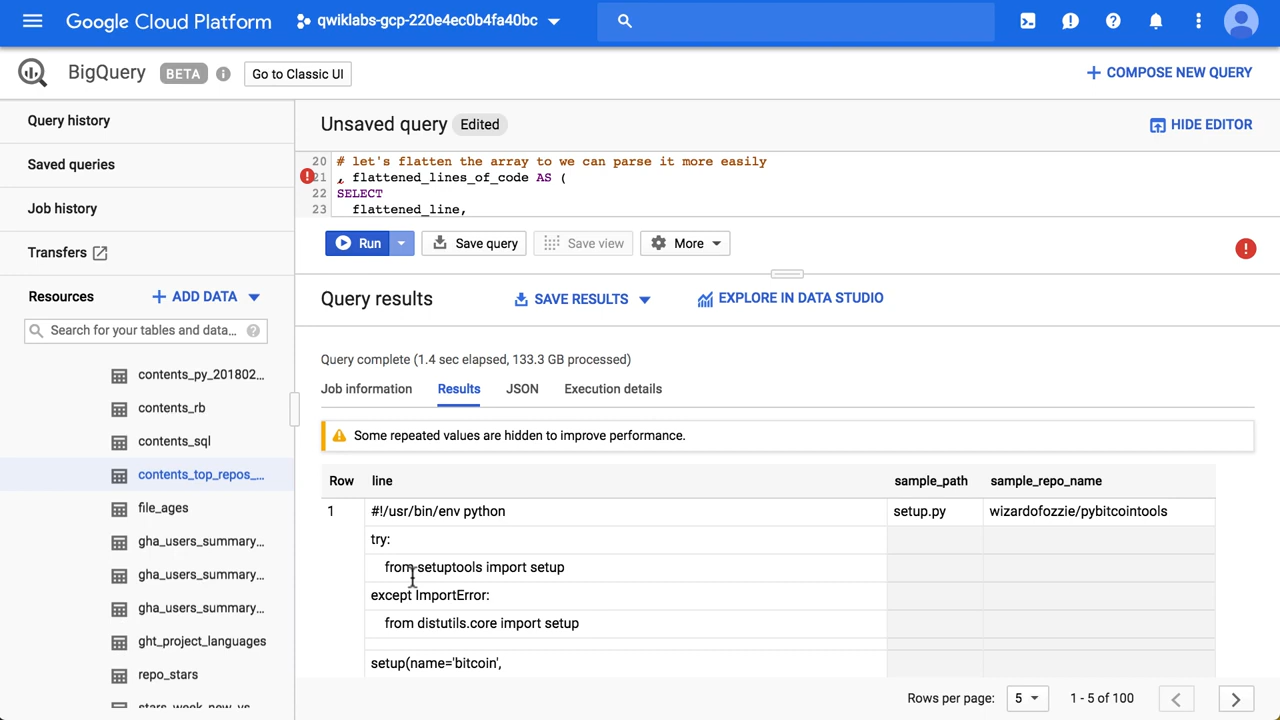 Google Cloud Platform
qwiklabs-gcp-220e4ec0b4fa40bc
BigQuery
BETA
Go to Classic UI
COMPOSE NEW QUERY
Query history
Saved queries
Job history
Transfers
Resources
ADD DATA
Search for your tables and data...
contents_py_201802...
contents_rb
contents_sql
contents_top_repos_...
file_ages
gha_users_summary...
gha_users_summary...
gha_users_summary...
ght_project_languages
repo_stars
Unsaved query
Edited
HIDE EDITOR
20 # let's flatten the array to we can parse it more easily
21 , flattened_lines_of_code AS (
22 SELECT
23 flattened_line,
Run
Save query
Save view
More
Query results
SAVE RESULTS
EXPLORE IN DATA STUDIO
Query complete (1.4 sec elapsed, 133.3 GB processed)
Job information Results JSON Execution details
Some repeated values are hidden to improve performance.
Row line sample_path sample_repo_name
1 #!/usr/bin/env python setup.py wizardofozzie/pybitcointools
try:
from setuptools import setup
except ImportError:
from distutils.core import setup
setup(name='bitcoin',
Rows per page: 5 1 - 5 of 100